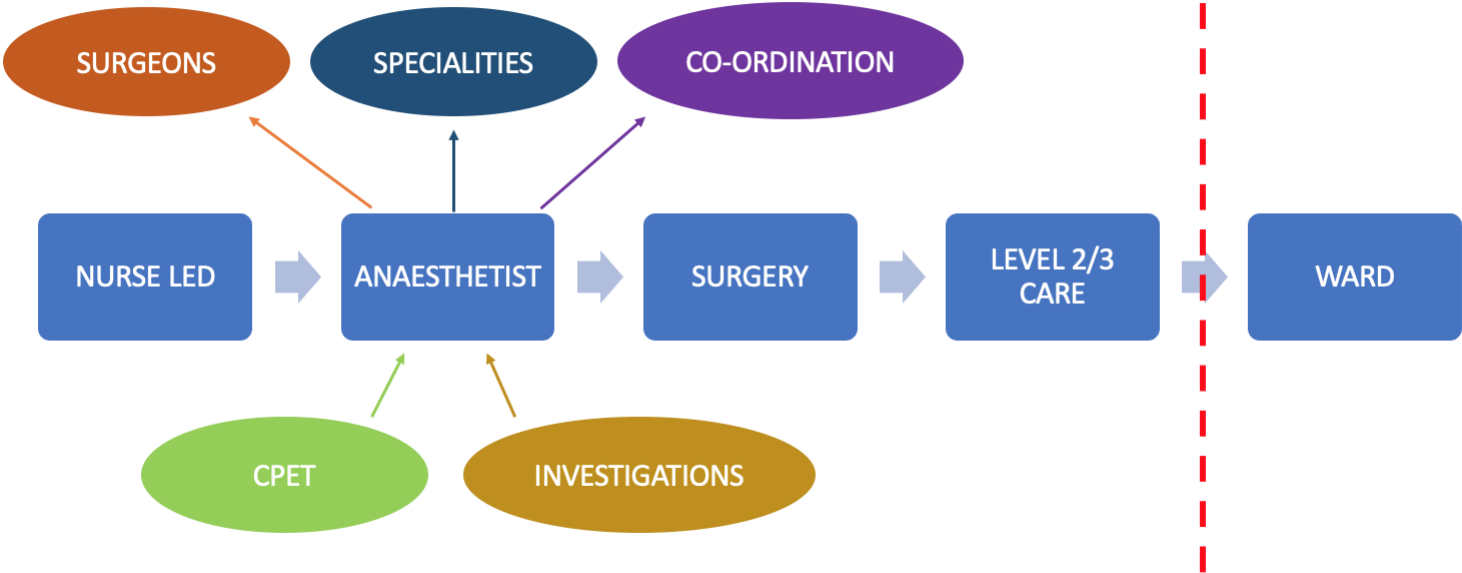 SURGEONS
SPECIALITIES
CO-ORDINATION
NURSE LED
ANAESTHETIST
SURGERY
LEVEL 2/3
CARE
WARD
CPET
INVESTIGATIONS